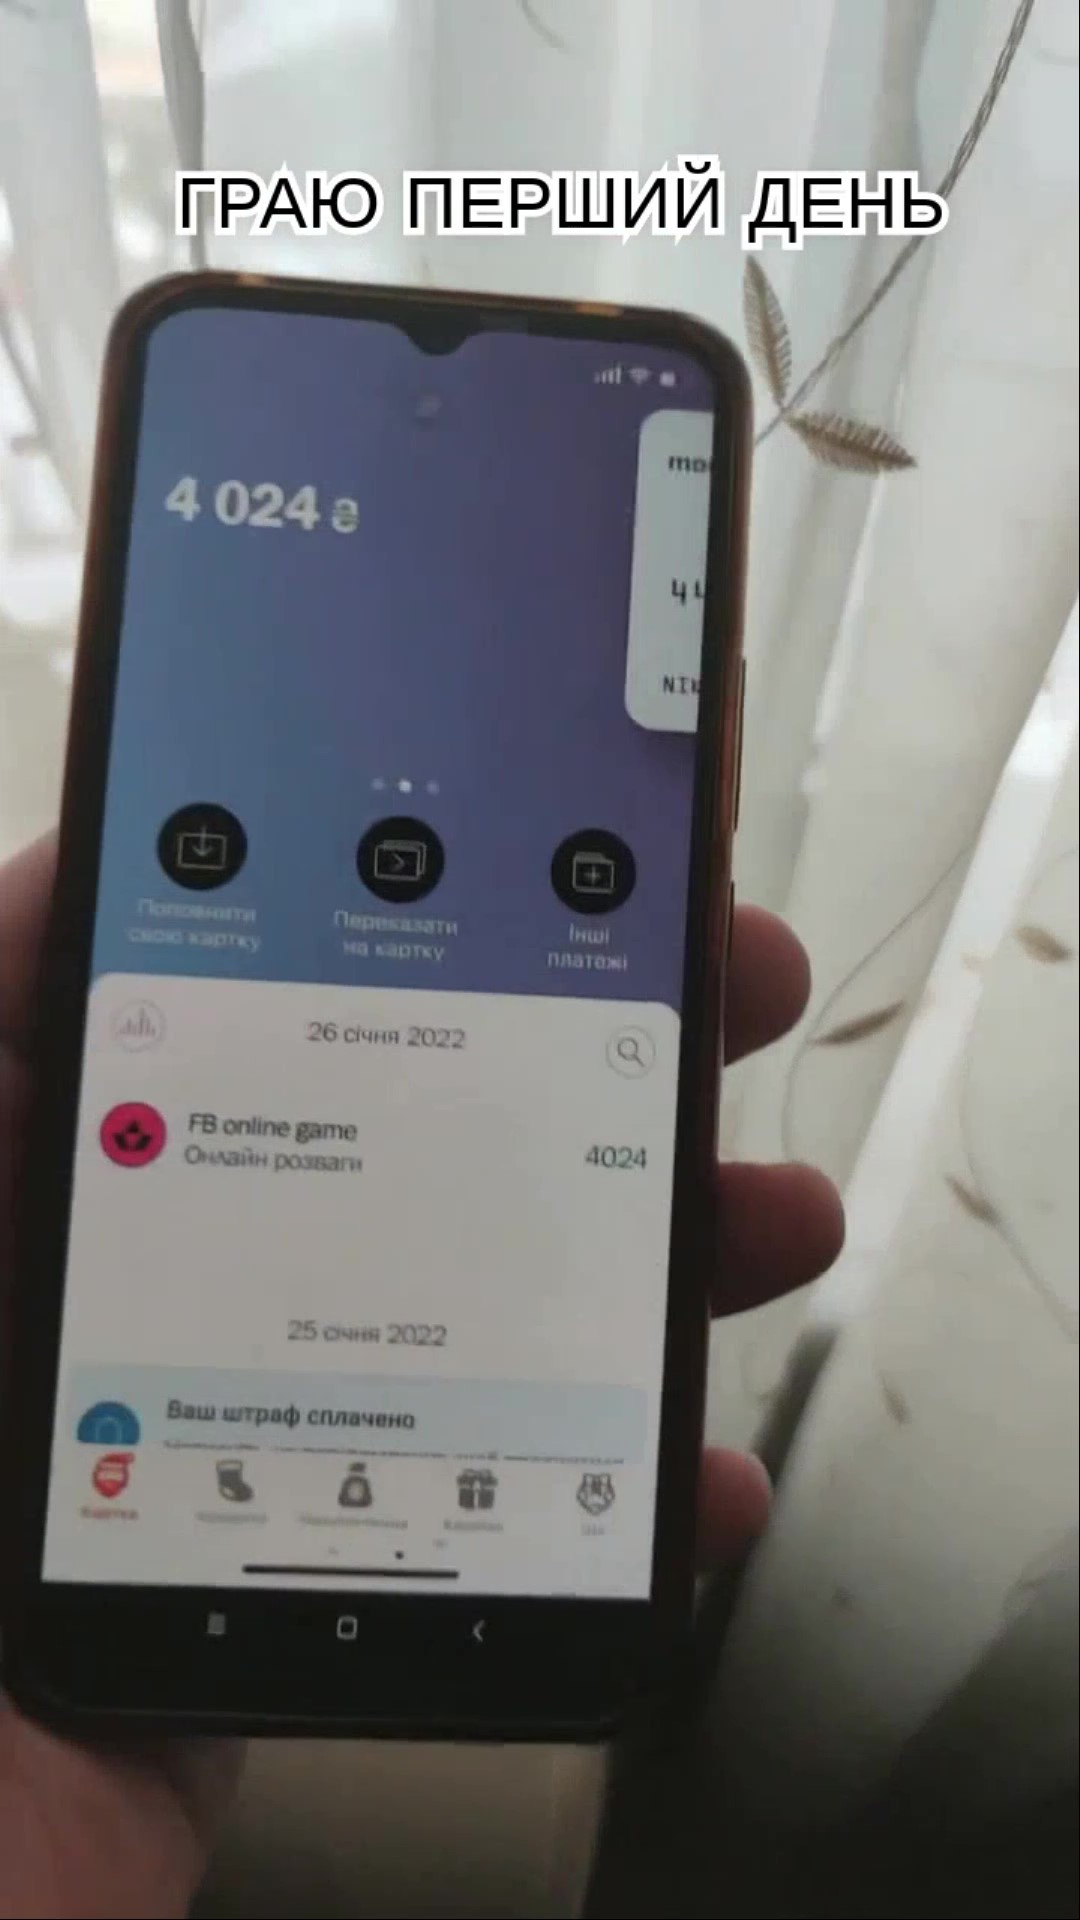 ГРАЮ ПЕРШИЙ ДЕНЬ
4 024 ₴
Поповнити
свою картку
Переказати
на картку
Інші
платежі
26 січня 2022
FB online game
Онлайн розваги
4024
25 січня 2022
Ваш штраф сплачено
Картка